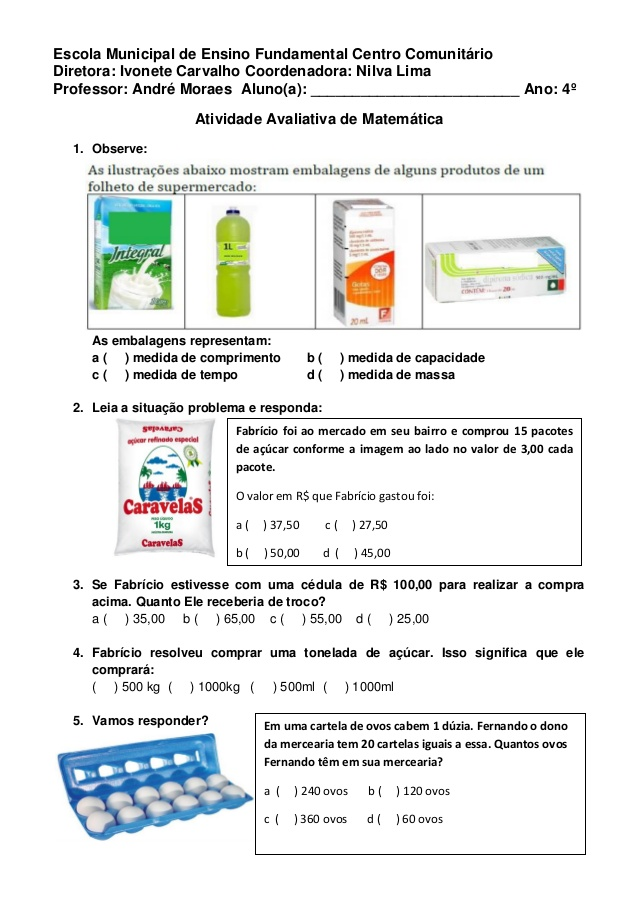 Escola Municipal de Ensino Fundamental Centro Comunitário
Diretora: Ivonete Carvalho Coordenadora: Nilva Lima
Professor: André Moraes Aluno(a): __________________________ Ano: 4º
Atividade Avaliativa de Matemática
1. Observe:
As ilustrações abaixo mostram embalagens de alguns produtos de um
folheto de supermercado:
Integral
1L
Gotas
20 mL
As embalagens representam:
a ( ) medida de comprimento b ( ) medida de capacidade
c ( ) medida de tempo d ( ) medida de massa
2. Leia a situação problema e responda:
CaravelaS
açúcar refinado especial
CaravelaS
1kg
CaravelaS
Fabrício foi ao mercado em seu bairro e comprou 15 pacotes
de açúcar conforme a imagem ao lado no valor de 3,00 cada
pacote.
O valor em R$ que Fabrício gastou foi:
a ( ) 37,50 c ( ) 27,50
b ( ) 50,00 d ( ) 45,00
3. Se Fabrício estivesse com uma cédula de R$ 100,00 para realizar a compra
acima. Quanto Ele receberia de troco?
a ( ) 35,00 b ( ) 65,00 c ( ) 55,00 d ( ) 25,00
4. Fabrício resolveu comprar uma tonelada de açúcar. Isso significa que ele
comprará:
( ) 500 kg ( ) 1000kg ( ) 500ml ( ) 1000ml
5. Vamos responder?
Em uma cartela de ovos cabem 1 dúzia. Fernando o dono
da mercearia tem 20 cartelas iguais a essa. Quantos ovos
Fernando têm em sua mercearia?
a ( ) 240 ovos b ( ) 120 ovos
c ( ) 360 ovos d ( ) 60 ovos